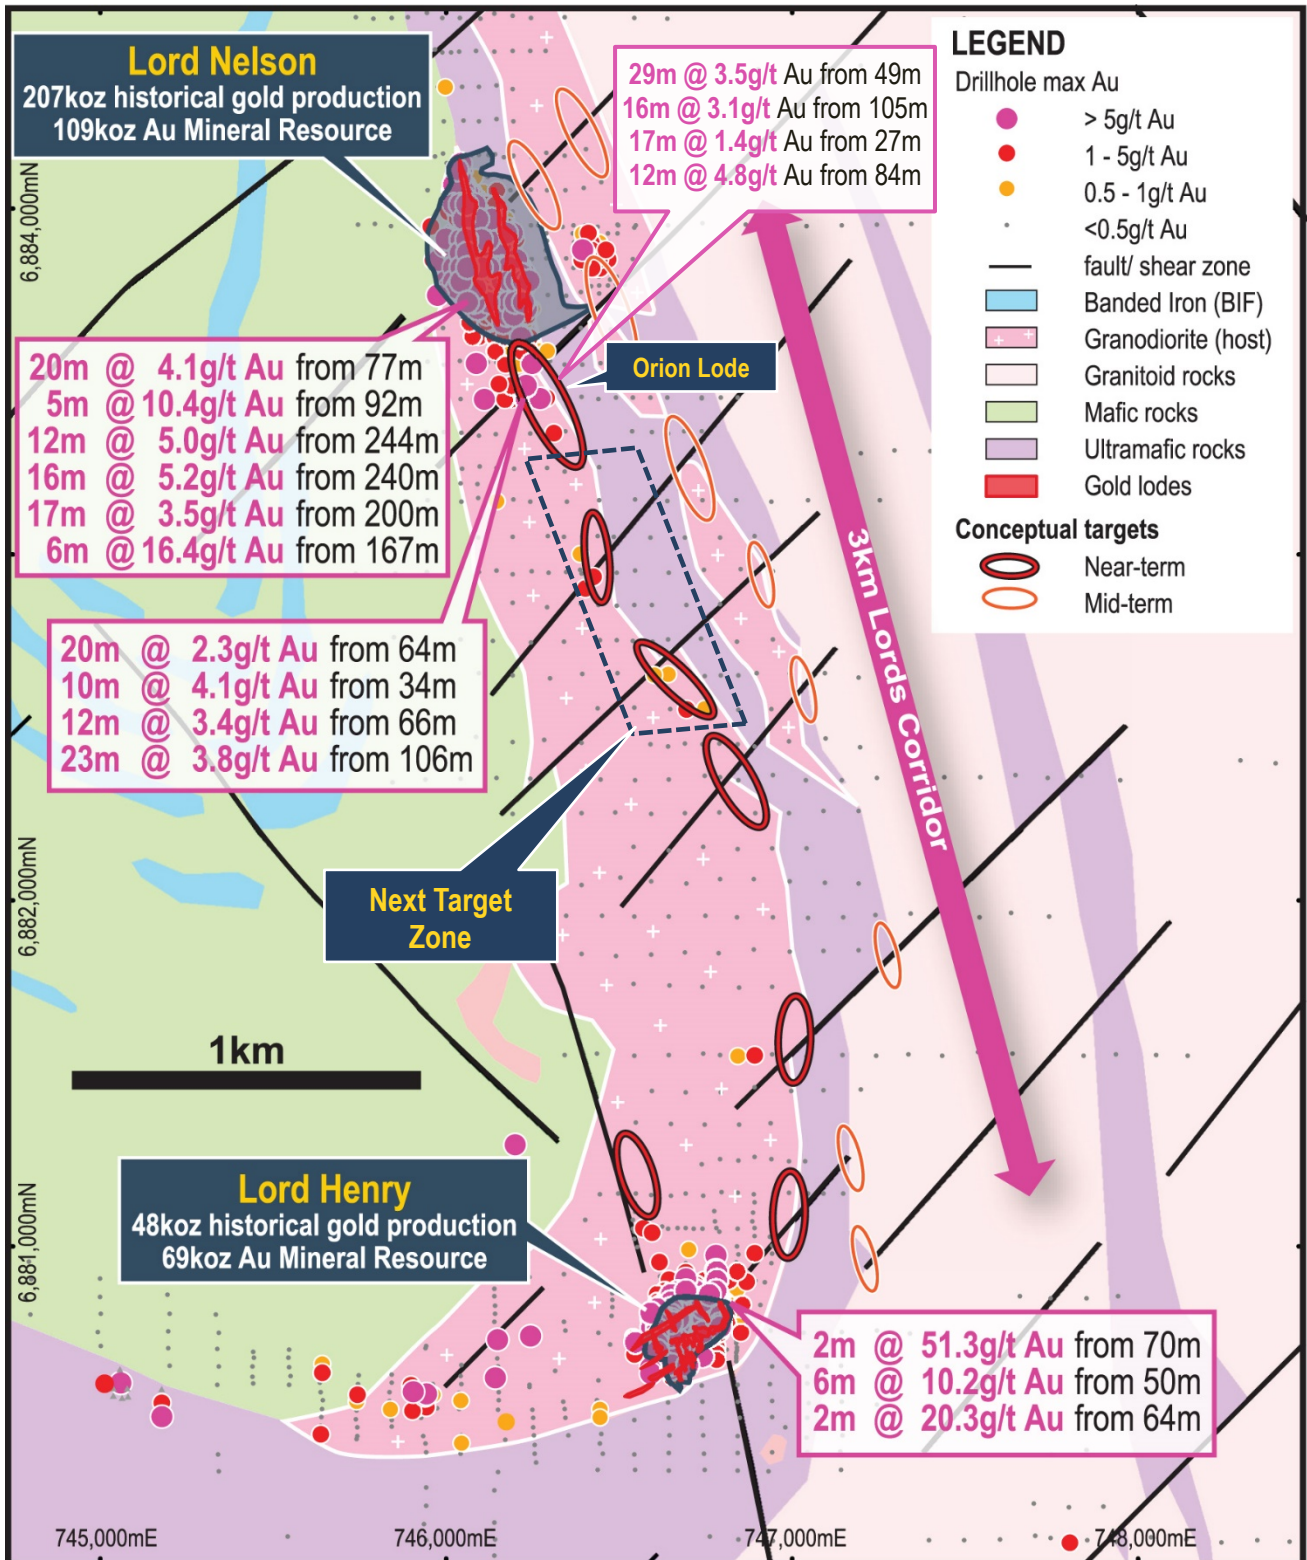 Lord Nelson
207koz historical gold production
109koz Au Mineral Resource
29m @ 3.5g/t Au from 49m
16m @ 3.1g/t Au from 105m
17m @ 1.4g/t Au from 27m
12m @ 4.8g/t Au from 84m
LEGEND
Drillhole max Au
> 5g/t Au
1 - 5g/t Au
0.5 - 1g/t Au
<0.5g/t Au
fault/ shear zone
Banded Iron (BIF)
Granodiorite (host)
Granitoid rocks
Mafic rocks
Ultramafic rocks
Gold lodes
Conceptual targets
Near-term
Mid-term
6,884,000mN
20m @ 4.1g/t Au from 77m
5m @ 10.4g/t Au from 92m
12m @ 5.0g/t Au from 244m
16m @ 5.2g/t Au from 240m
17m @ 3.5g/t Au from 200m
6m @ 16.4g/t Au from 167m
Orion Lode
20m @ 2.3g/t Au from 64m
10m @ 4.1g/t Au from 34m
12m @ 3.4g/t Au from 66m
23m @ 3.8g/t Au from 106m
3km Lords Corridor
Next Target
Zone
6,882,000mN
1km
Lord Henry
48koz historical gold production
69koz Au Mineral Resource
6,881,000mN
2m @ 51.3g/t Au from 70m
6m @ 10.2g/t Au from 50m
2m @ 20.3g/t Au from 64m
745,000mE
746,000mE
747,000mE
748,000mE